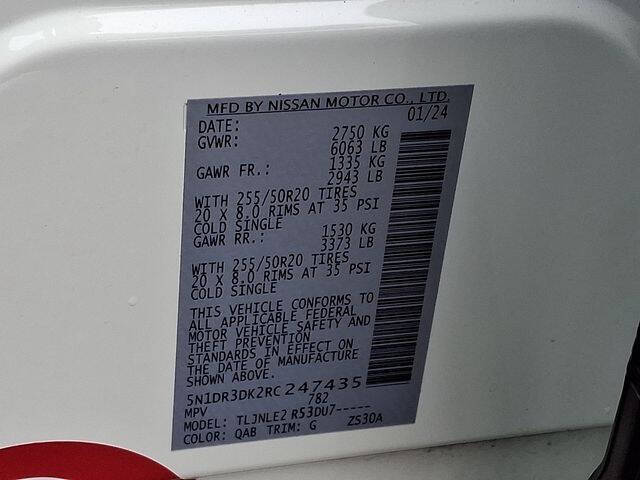 MFD BY NISSAN MOTOR CO., LTD.
DATE: 01/24
GVWR: 2750 KG
6063 LB
GAWR FR.: 1335 KG
2943 LB
WITH 255/50R20 TIRES
20 X 8.0 RIMS AT 35 PSI
COLD SINGLE
GAWR RR.: 1530 KG
3373 LB
WITH 255/50R20 TIRES
20 X 8.0 RIMS AT 35 PSI
COLD SINGLE
THIS VEHICLE CONFORMS TO
ALL APPLICABLE FEDERAL
MOTOR VEHICLE SAFETY AND
THEFT PREVENTION
STANDARDS IN EFFECT ON
THE DATE OF MANUFACTURE
SHOWN ABOVE.
5N1DR3DK2RC247435
MPV 782
MODEL: TLJNLE2 R53DU7-----
COLOR: QAB TRIM: G ZS30A